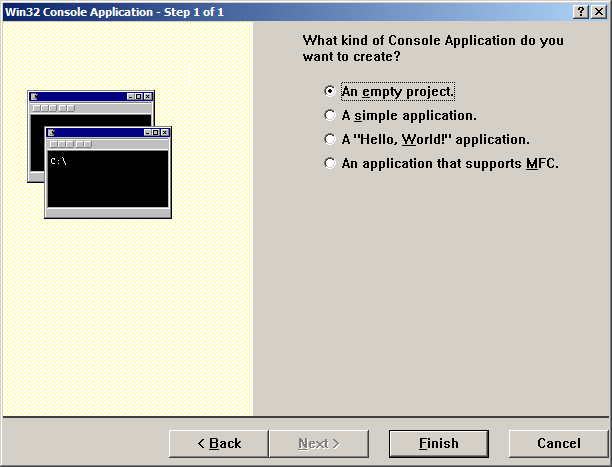 Win32 Console Application - Step 1 of 1
What kind of Console Application do you
want to create?
An empty project.
A simple application.
A "Hello, World!" application.
An application that supports MFC.
C:\
< Back
Next >
Finish
Cancel